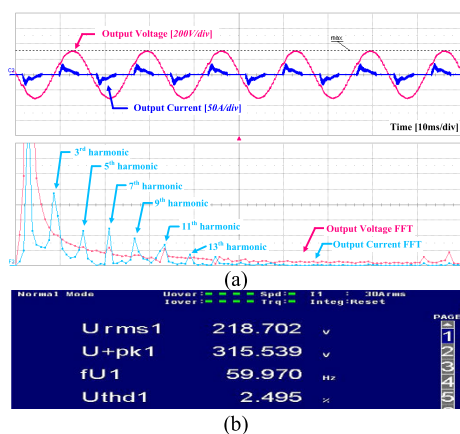 Output Voltage [200V/div]
max
C2
Output Current [50A/div]
Time [10ms/div]
3rd harmonic
5th harmonic
7th harmonic
9th harmonic
11th harmonic
13th harmonic
Output Voltage FFT
Output Current FFT
(a)
Normal Mode Uover: Spd: I1 : 30Arms
Iover: Trq: Integ:Reset
PAGE
Urms1 218.702 V
1
U+pk1 315.539 V
2
fU1 59.970 Hz
3
4
Uthd1 2.495 %
5
(b)